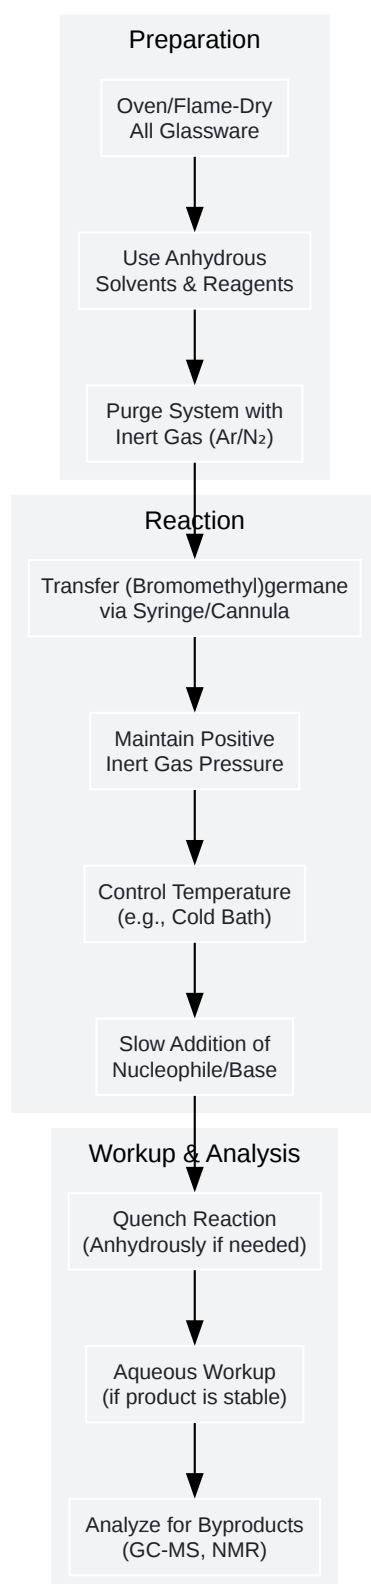 Preparation
Oven/Flame-Dry
All Glassware
Use Anhydrous
Solvents & Reagents
Purge System with
Inert Gas (Ar/N₂)
Reaction
Transfer (Bromomethyl)germane
via Syringe/Cannula
Maintain Positive
Inert Gas Pressure
Control Temperature
(e.g., Cold Bath)
Slow Addition of
Nucleophile/Base
Workup & Analysis
Quench Reaction
(Anhydrously if needed)
Aqueous Workup
(if product is stable)
Analyze for Byproducts
(GC-MS, NMR)